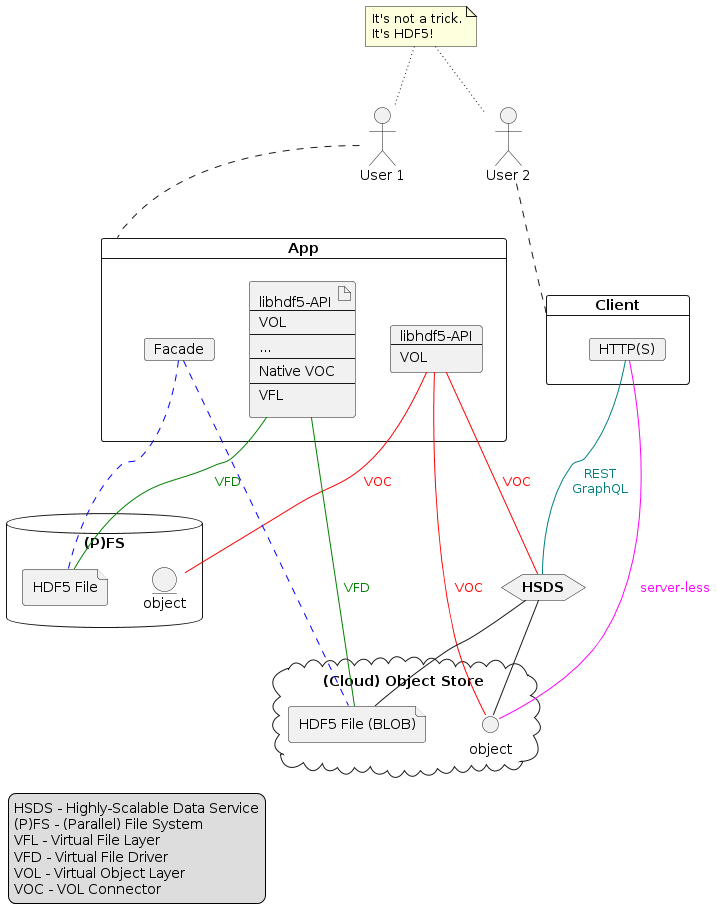 It's not a trick.
It's HDF5!
User 1
User 2
App
Client
libhdf5-API
VOL
...
Native VOC
VFL
Facade
libhdf5-API
VOL
HTTP(S)
VFD
VOC
VOC
REST
GraphQL
(P)FS
HDF5 File
object
VFD
VOC
HSDS
server-less
(Cloud) Object Store
HDF5 File (BLOB)
object
HSDS - Highly-Scalable Data Service
(P)FS - (Parallel) File System
VFL - Virtual File Layer
VFD - Virtual File Driver
VOL - Virtual Object Layer
VOC - VOL Connector